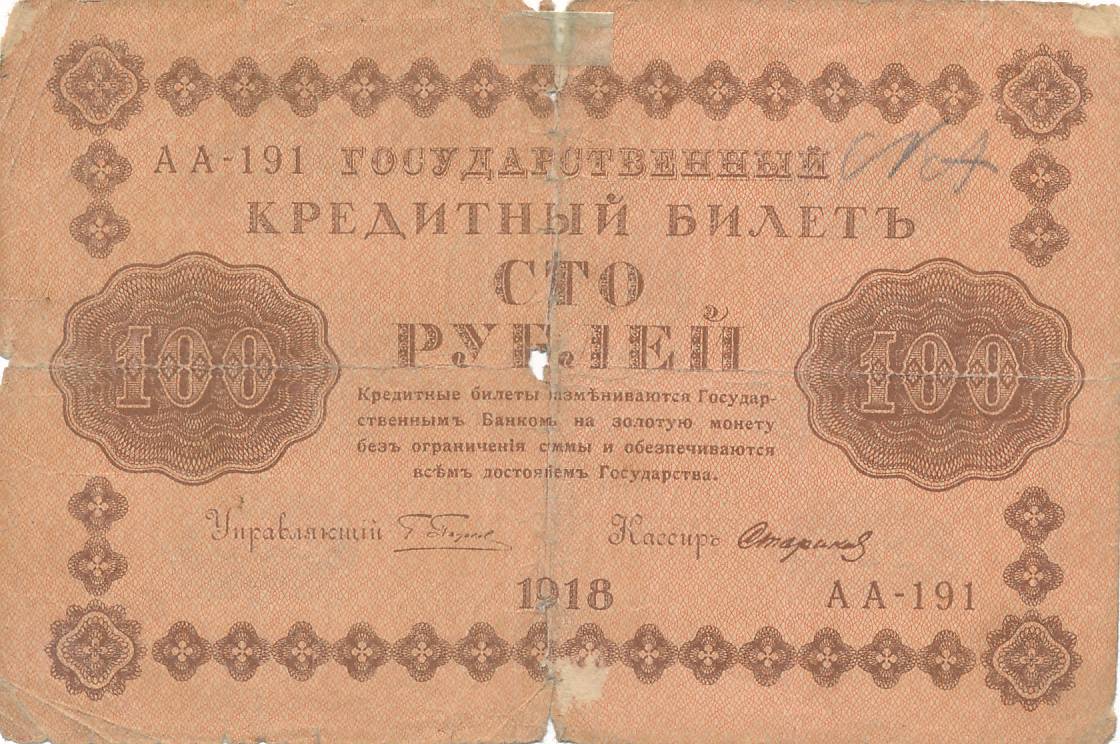 АА-191 ГОСУДАРСТВЕННЫЙ
КРЕДИТНЫЙ БИЛЕТЪ
СТО
РУБЛЕЙ
100
100
Кредитные билеты размѣниваются Государ-
ственнымъ Банкомъ на золотую монету
безъ ограниченія суммы и обезпечиваются
всѣмъ достояніемъ Государства.
Управляющій
Кассиръ Стариков
1918
АА-191